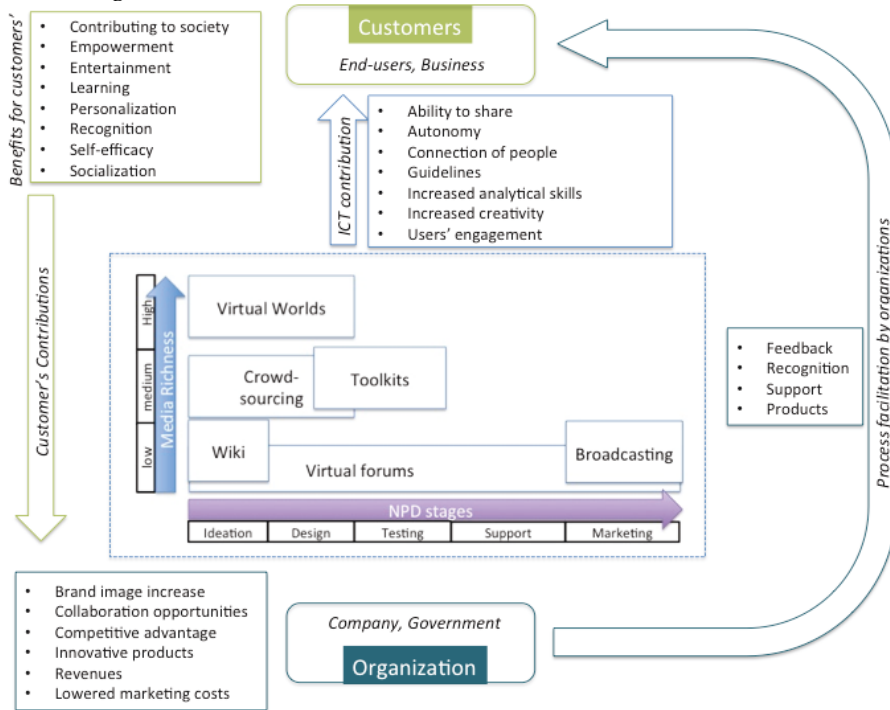 Benefits for customers'
• Contributing to society
• Empowerment
• Entertainment
• Learning
• Personalization
• Recognition
• Self-efficacy
• Socialization
Customers
End-users, Business
ICT contribution
• Ability to share
• Autonomy
• Connection of people
• Guidelines
• Increased analytical skills
• Increased creativity
• Users' engagement
Customer's Contributions
High
medium
low
Media Richness
Virtual Worlds
Crowd-
sourcing
Toolkits
Wiki
Virtual forums
Broadcasting
NPD stages
Ideation
Design
Testing
Support
Marketing
• Feedback
• Recognition
• Support
• Products
Process facilitation by organizations
• Brand image increase
• Collaboration opportunities
• Competitive advantage
• Innovative products
• Revenues
• Lowered marketing costs
Company, Government
Organization